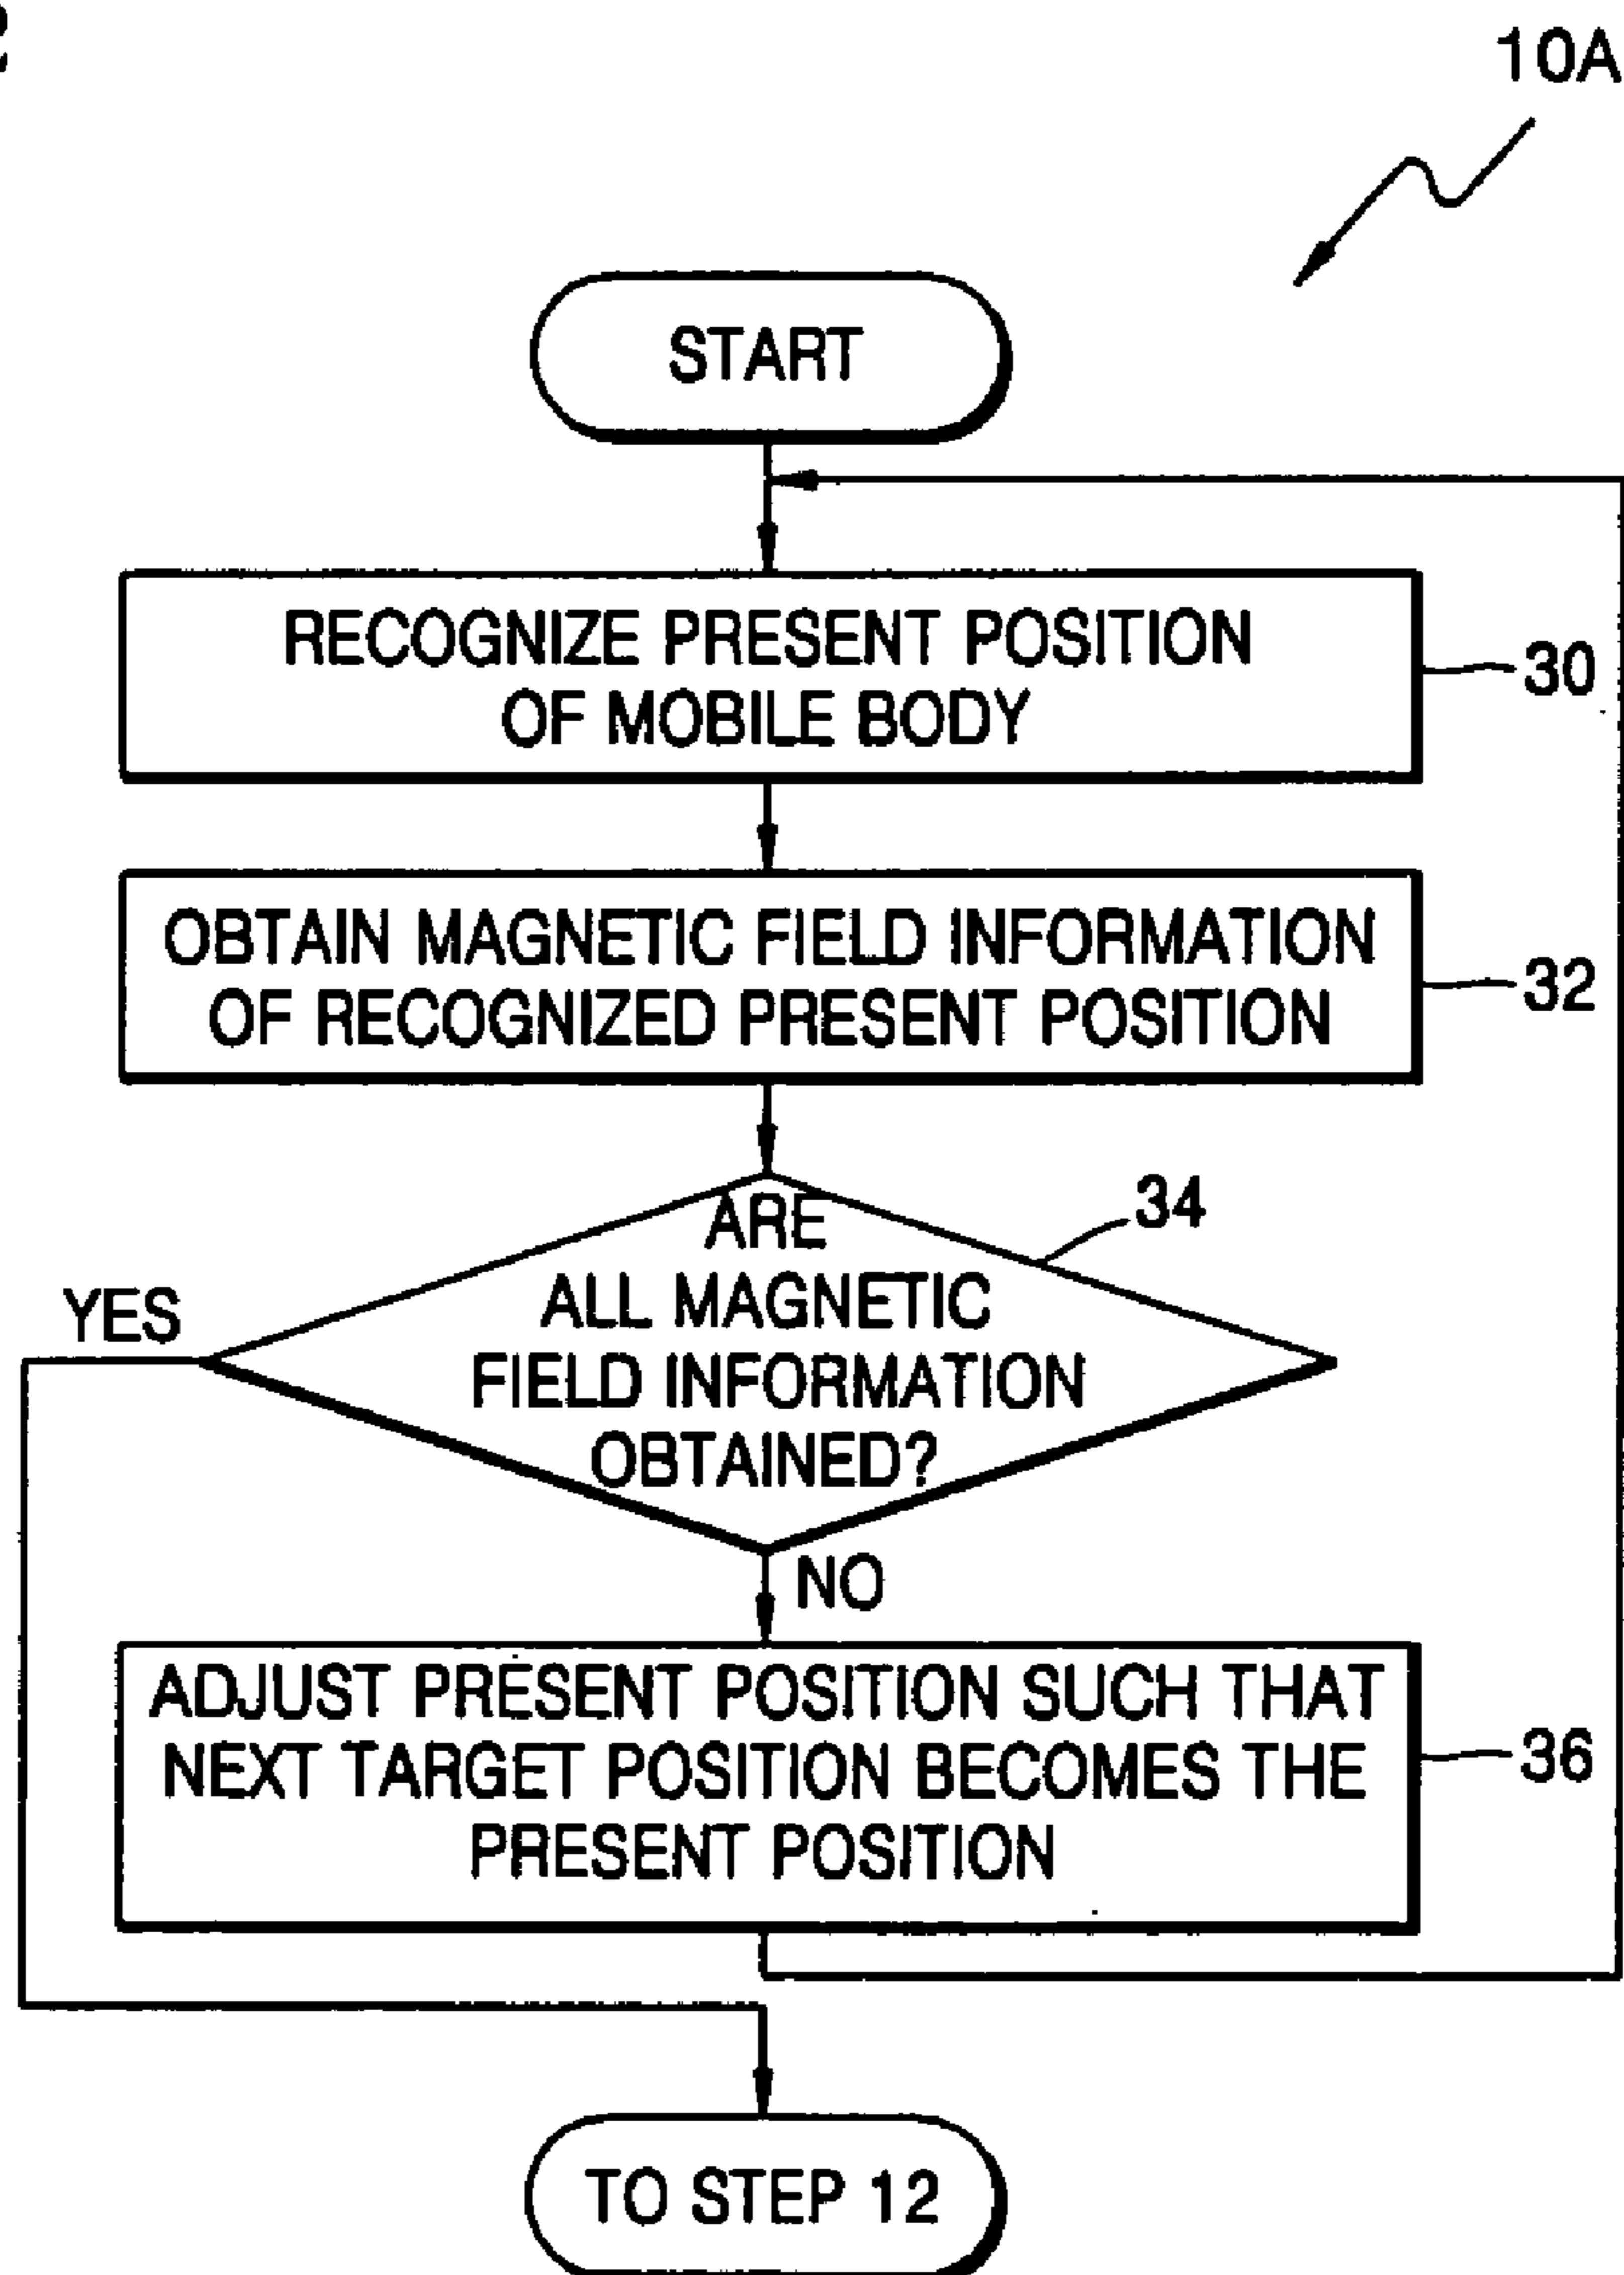 10A
START
RECOGNIZE PRESENT POSITION
OF MOBILE BODY
30
OBTAIN MAGNETIC FIELD INFORMATION
OF RECOGNIZED PRESENT POSITION
32
ARE
ALL MAGNETIC
FIELD INFORMATION
OBTAINED?
34
YES
NO
ADJUST PRESENT POSITION SUCH THAT
NEXT TARGET POSITION BECOMES THE
PRESENT POSITION
36
TO STEP 12